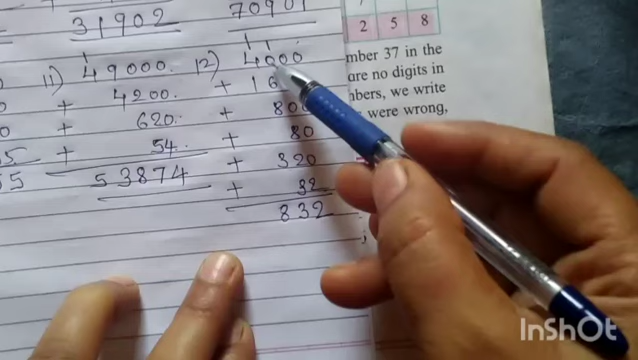 31902
70901
2 5 8
11) 49000.
+ 4200.
+ 620.
+ 54.
53874
12) 4000
+ 16
+ 800
+ 80
+ 320
+ 32
832
mber 37 in the
are no digits in
bers, we write
were wrong,
InShOt